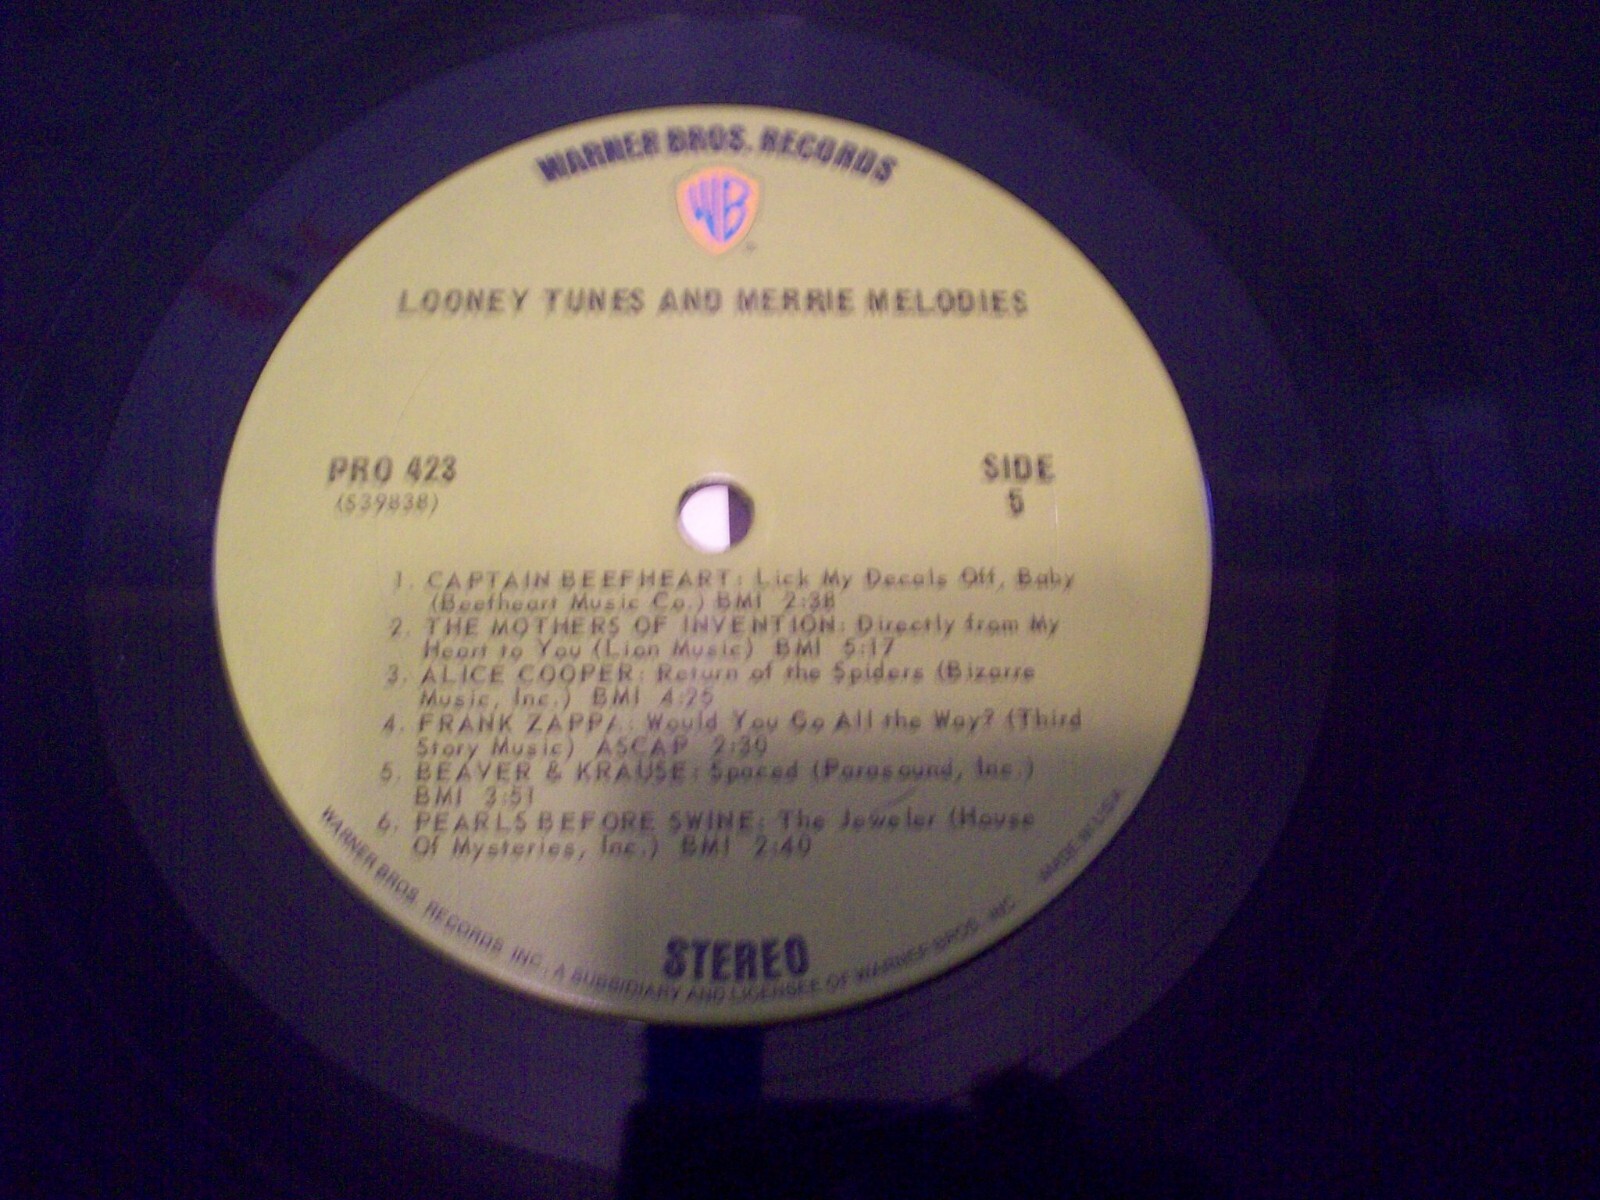 WARNER BROS. RECORDS
WB
LOONEY TUNES AND MERRIE MELODIES
PRO 423
(S39838)
SIDE
5
1. CAPTAIN BEEFHEART: Lick My Decals Off, Baby
(Beefheart Music Co.) BMI 2:38
2. THE MOTHERS OF INVENTION: Directly from My
Heart to You (Lion Music) BMI 5:17
3. ALICE COOPER: Return of the Spiders (Bizarre
Music, Inc.) BMI 4:25
4. FRANK ZAPPA: Would You Go All the Way? (Third
Story Music) ASCAP 2:30
5. BEAVER & KRAUSE: Spaced (Parasound, Inc.)
BMI 3:51
6. PEARLS BEFORE SWINE: The Jeweler (House
Of Mysteries, Inc.) BMI 2:40
STEREO
WARNER BROS. RECORDS INC., A SUBSIDIARY AND LICENSEE OF WARNER BROS. INC. MADE IN U.S.A.